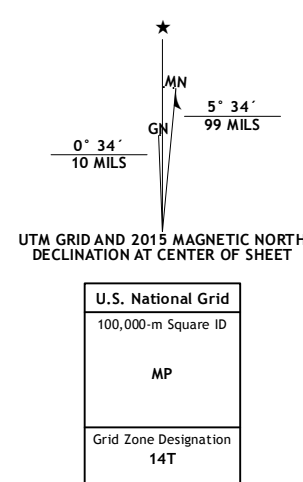 ★
MN
5° 34´
99 MILS
GN
0° 34´
10 MILS
UTM GRID AND 2015 MAGNETIC NORTH
DECLINATION AT CENTER OF SHEET
U.S. National Grid
100,000-m Square ID
MP
Grid Zone Designation
14T